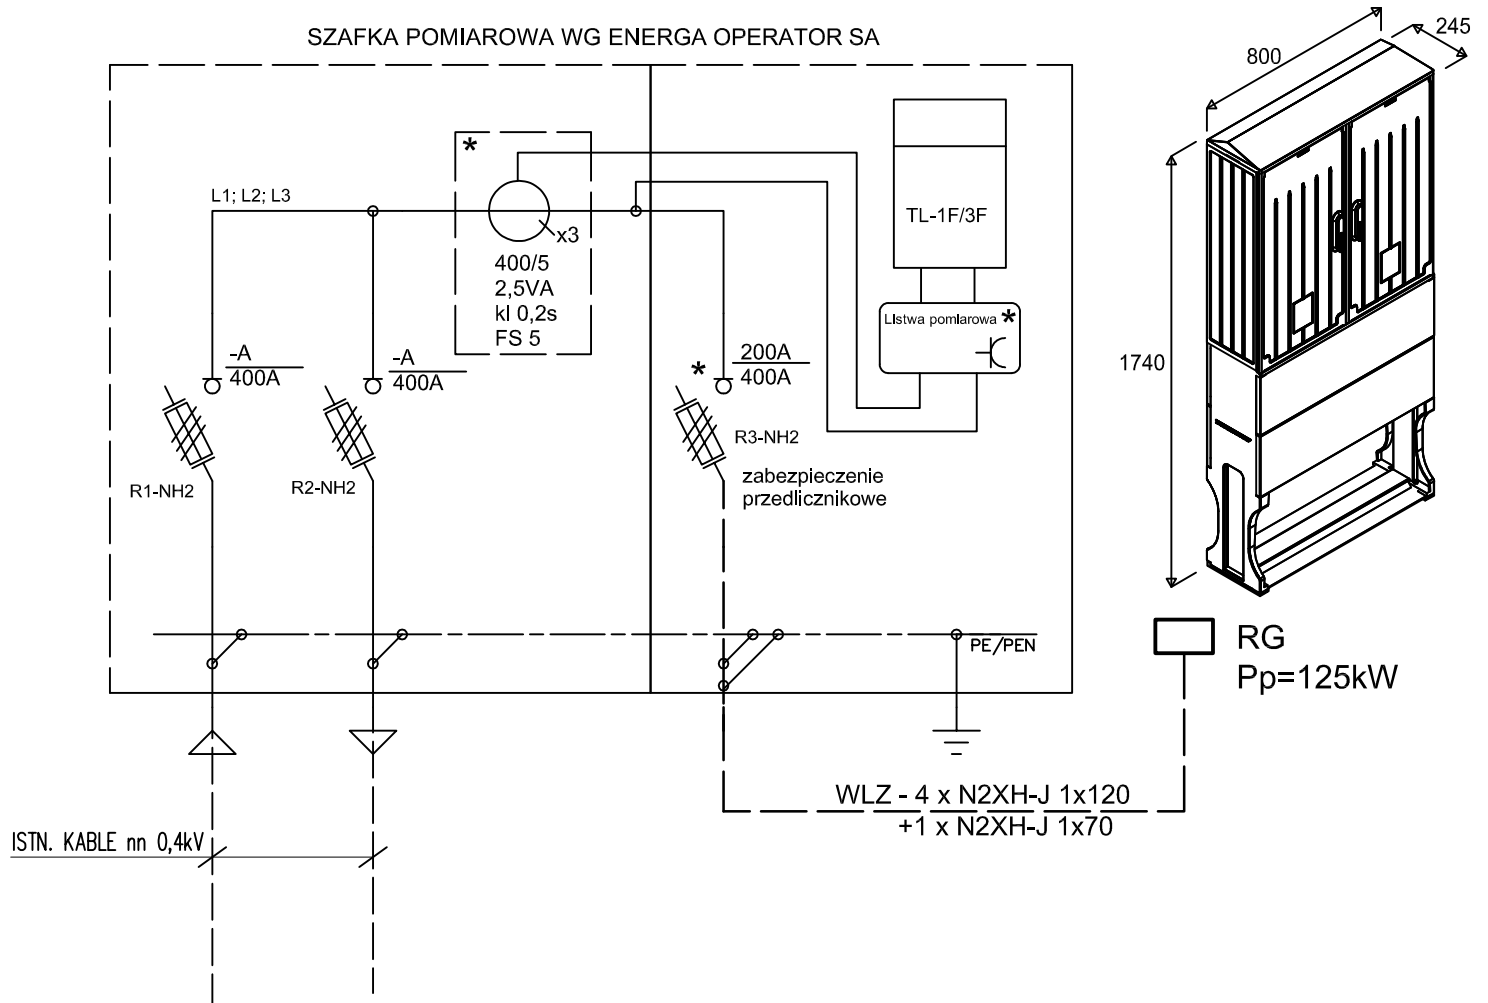 SZAFKA POMIAROWA WG ENERGA OPERATOR SA
800
245
*
L1; L2; L3
x3
TL-1F/3F
400/5
2,5VA
kl 0,2s
FS 5
Listwa pomiarowa *
-A
400A
-A
400A
* 200A
400A
1740
R1-NH2
R2-NH2
R3-NH2
zabezpieczenie
przedlicznikowe
PE/PEN
RG
Pp=125kW
WLZ - 4 x N2XH-J 1x120
+1 x N2XH-J 1x70
ISTN. KABLE nn 0,4kV